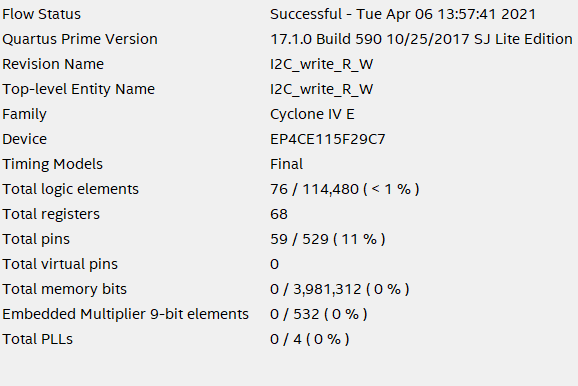 Flow Status Successful - Tue Apr 06 13:57:41 2021
Quartus Prime Version 17.1.0 Build 590 10/25/2017 SJ Lite Edition
Revision Name I2C_write_R_W
Top-level Entity Name I2C_write_R_W
Family Cyclone IV E
Device EP4CE115F29C7
Timing Models Final
Total logic elements 76 / 114,480 ( < 1 % )
Total registers 68
Total pins 59 / 529 ( 11 % )
Total virtual pins 0
Total memory bits 0 / 3,981,312 ( 0 % )
Embedded Multiplier 9-bit elements 0 / 532 ( 0 % )
Total PLLs 0 / 4 ( 0 % )